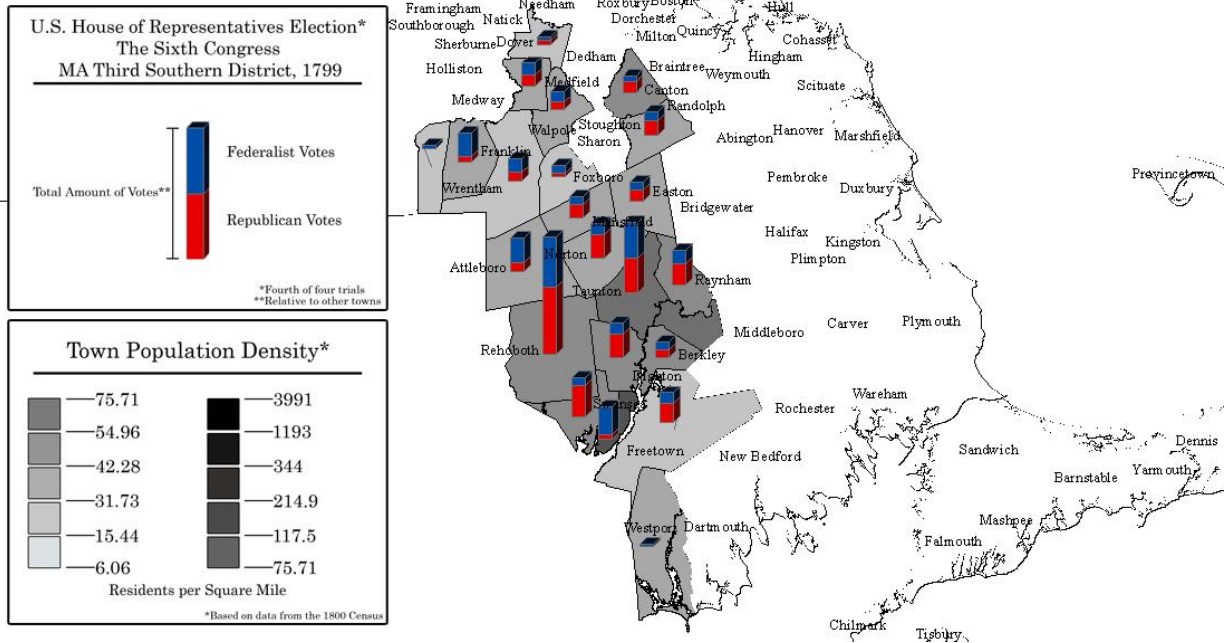 U.S. House of Representatives Election*
The Sixth Congress
MA Third Southern District, 1799
Total Amount of Votes**
Federalist Votes
Republican Votes
*Fourth of four trials
**Relative to other towns
Town Population Density*
75.71
54.96
42.28
31.73
15.44
6.06
3991
1193
344
214.9
117.5
75.71
Residents per Square Mile
*Based on data from the 1800 Census
Needham
Roxbury
Boston
Hull
Framingham
Natick
Dorchester
Southborough
Milton
Quincy
Cohasset
Sherburne
Dover
Hingham
Dedham
Holliston
Braintree
Weymouth
Medfield
Canton
Scituate
Medway
Randolph
Walpole
Stoughton
Sharon
Abington
Hanover
Marshfield
Franklin
Wrentham
Foxboro
Pembroke
Provincetown
Duxbury
Easton
Bridgewater
Mansfield
Halifax
Kingston
Norton
Plimpton
Attleboro
Raynham
Taunton
Middleboro
Carver
Plymouth
Rehoboth
Berkley
Wareham
Rochester
Dennis
Freetown
New Bedford
Sandwich
Yarmouth
Barnstable
Westport
Dartmouth
Mashpee
Falmouth
Chilmark
Tisbury